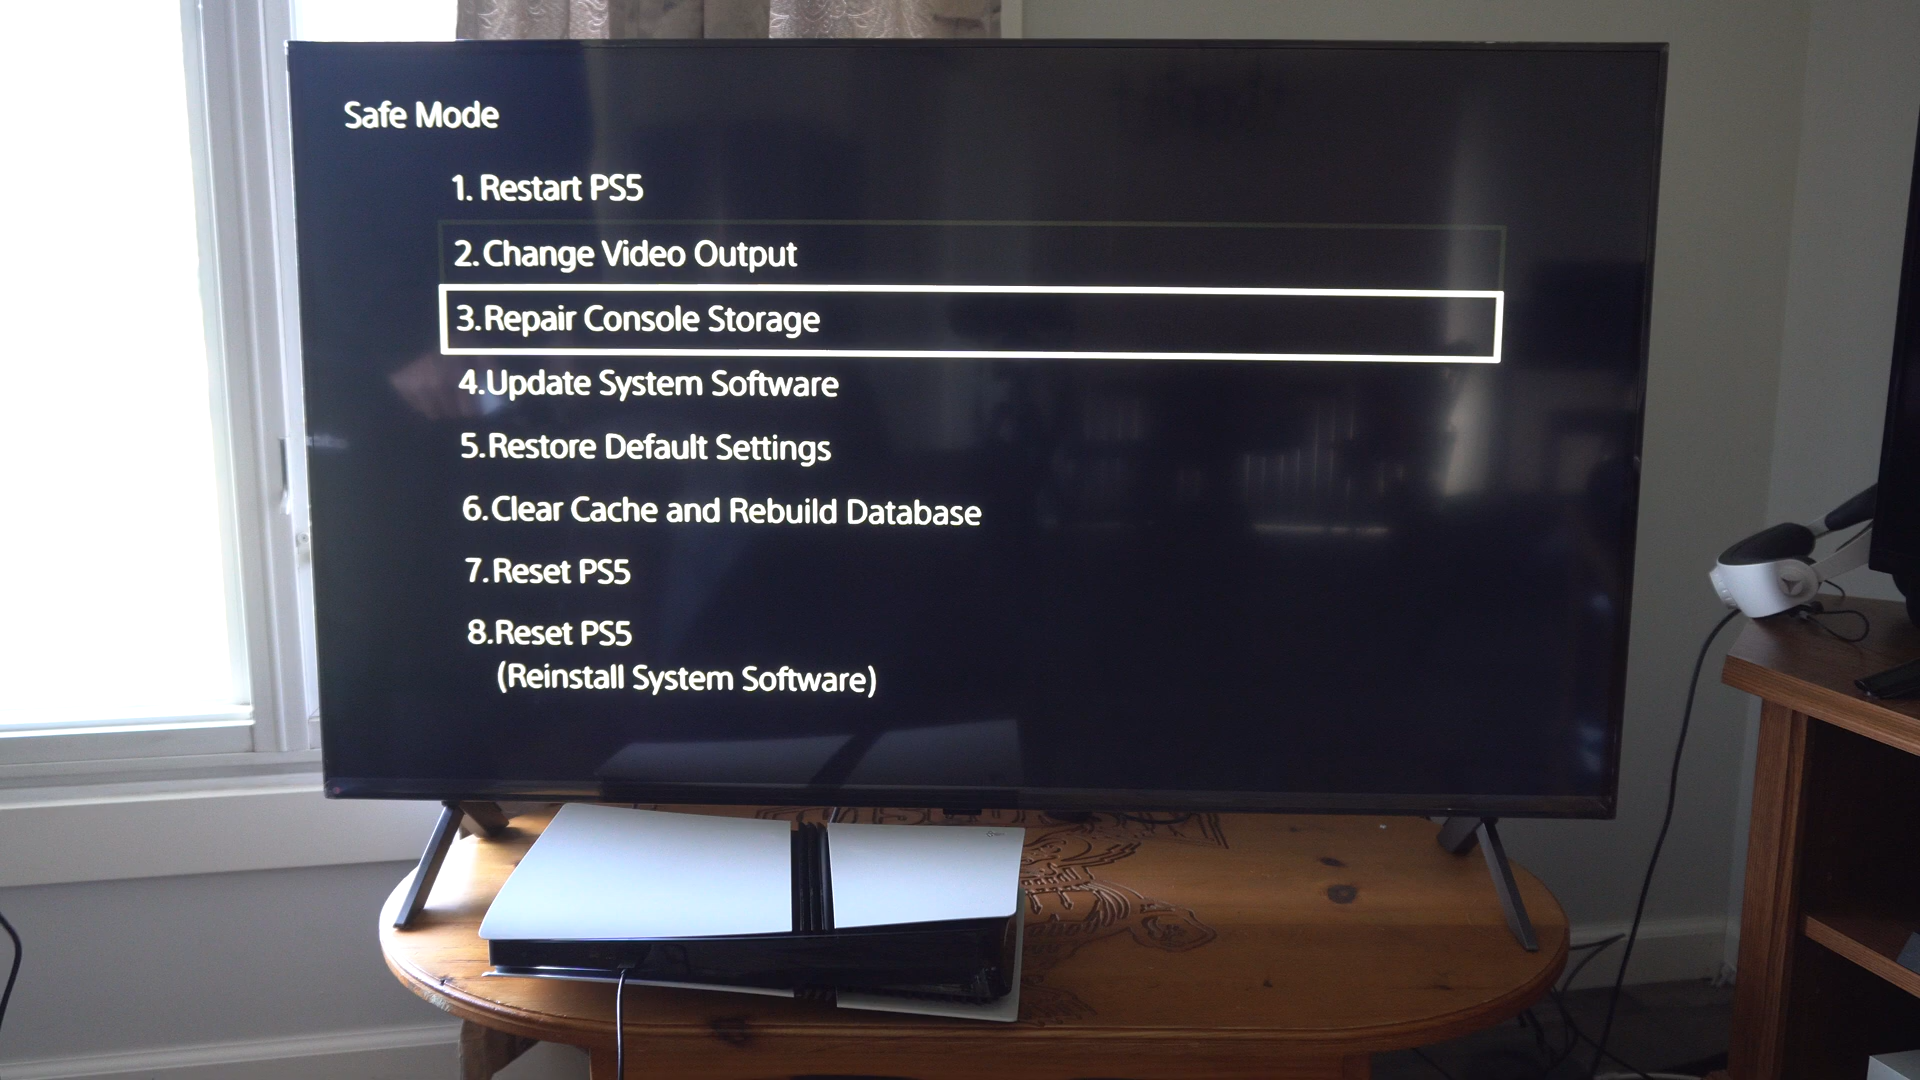 Safe Mode
1. Restart PS5
2.Change Video Output
3.Repair Console Storage
4.Update System Software
5.Restore Default Settings
6.Clear Cache and Rebuild Database
7.Reset PS5
8.Reset PS5
(Reinstall System Software)